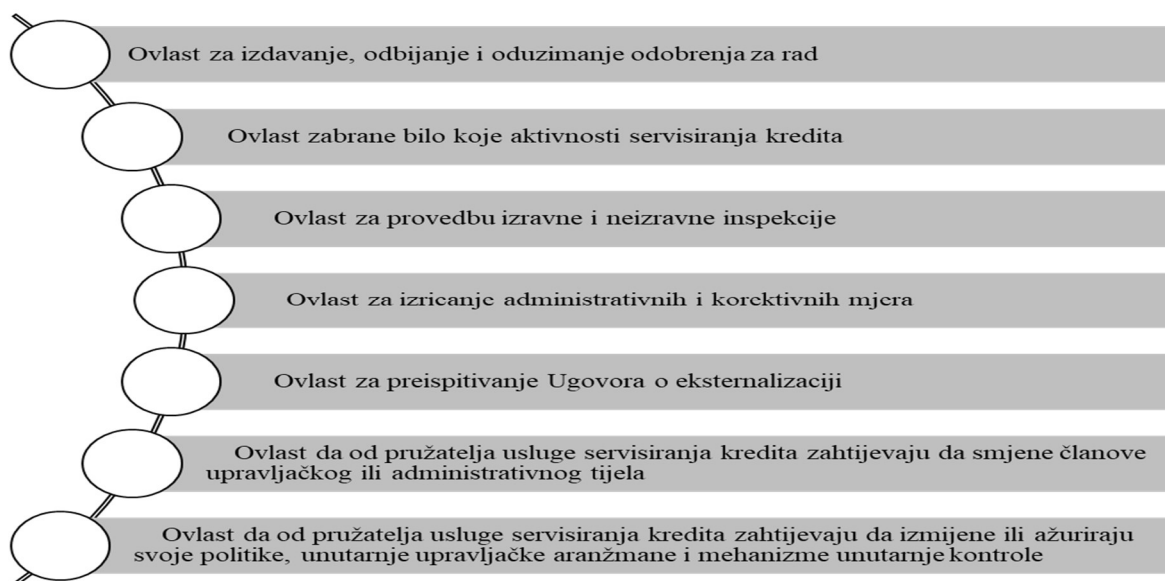 Ovlast za izdavanje, odbijanje i oduzimanje odobrenja za rad
Ovlast zabrane bilo koje aktivnosti servisiranja kredita
Ovlast za provedbu izravne i neizravne inspekcije
Ovlast za izricanje administrativnih i korektivnih mjera
Ovlast za preispitivanje Ugovora o eksternalizaciji
Ovlast da od pružatelja usluge servisiranja kredita zahtijevaju da smjene članove
upravljačkog ili administrativnog tijela
Ovlast da od pružatelja usluge servisiranja kredita zahtijevaju da izmijene ili ažuriraju
svoje politike, unutarnje upravljačke aranžmane i mehanizme unutarnje kontrole